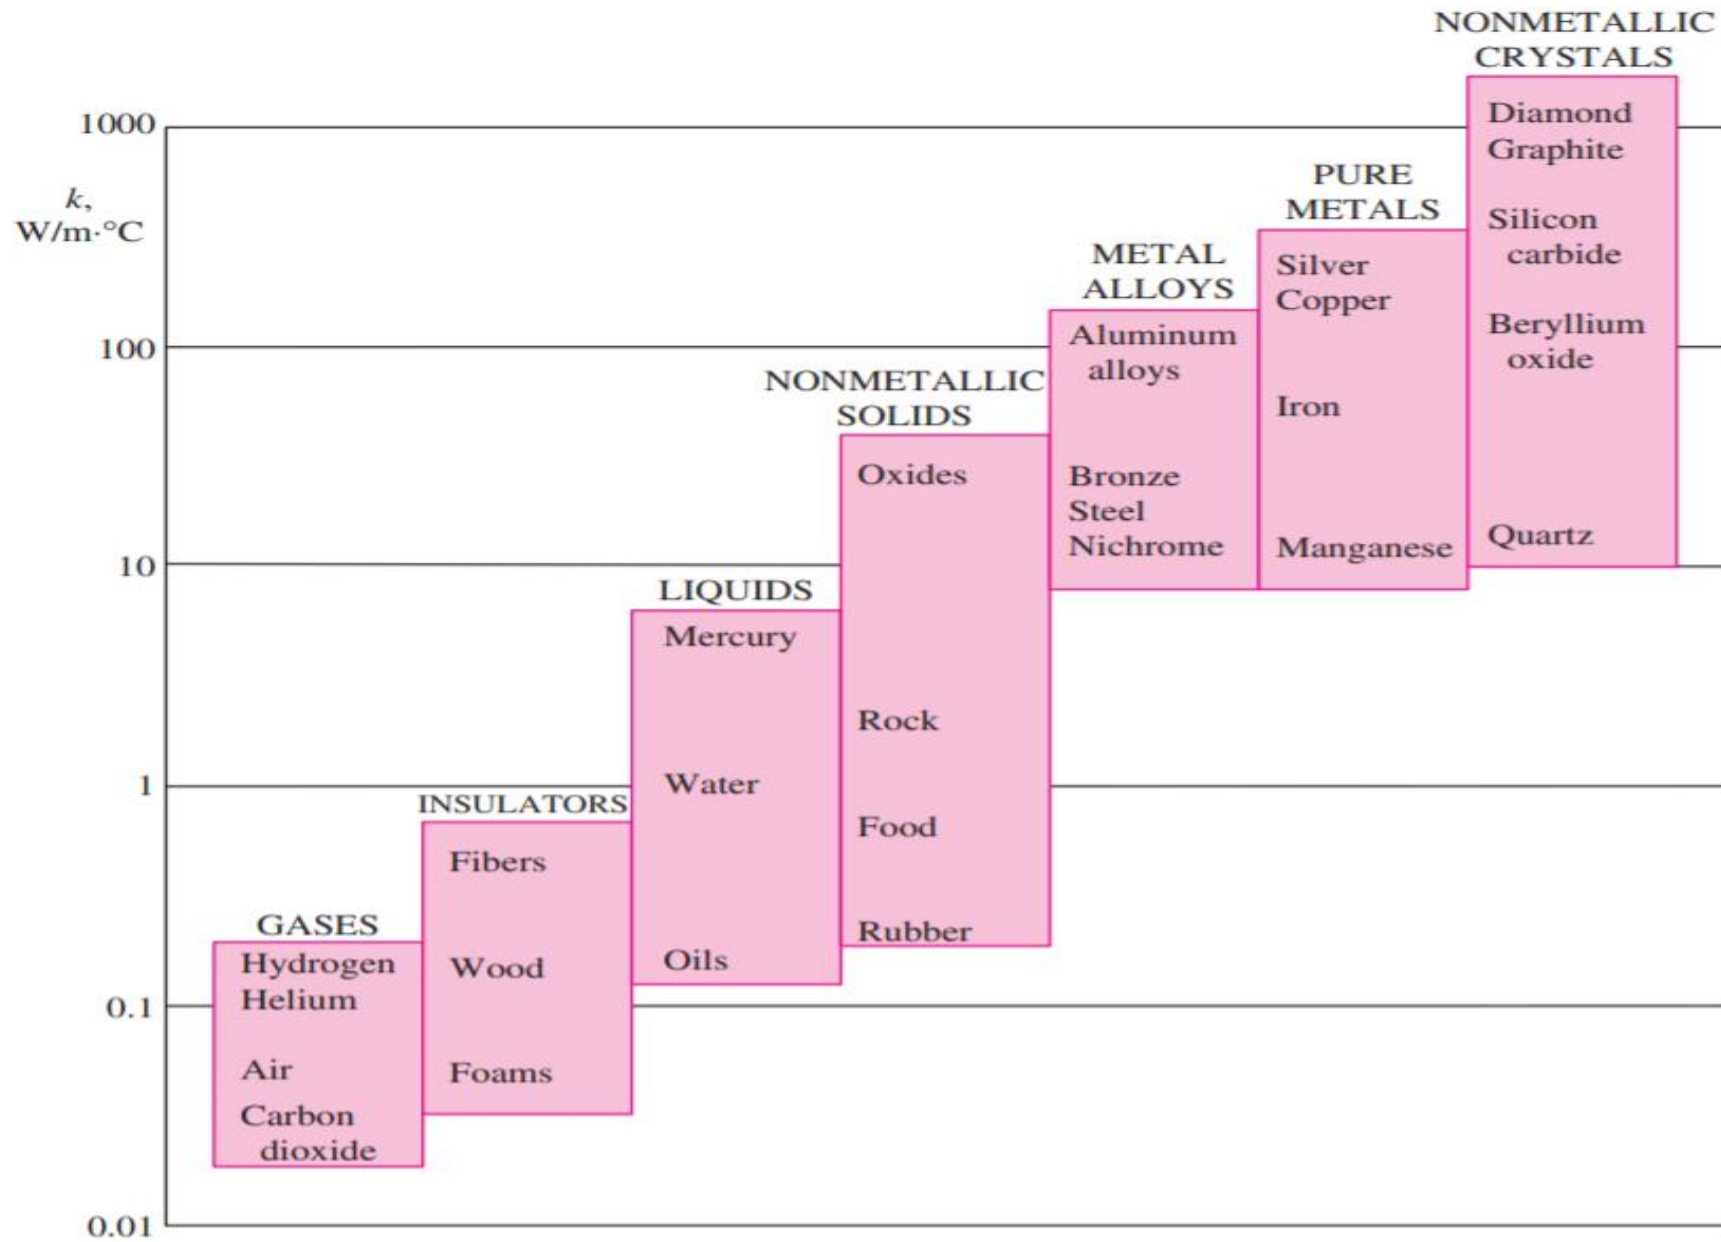 NONMETALLIC
CRYSTALS
1000
k,
W/m·°C
Diamond
Graphite
Silicon
carbide
Beryllium
oxide
Quartz
PURE
METALS
Silver
Copper
Iron
Manganese
METAL
ALLOYS
Aluminum
alloys
Bronze
Steel
Nichrome
100
NONMETALLIC
SOLIDS
Oxides
Rock
Food
Rubber
10
LIQUIDS
Mercury
Water
Oils
1
INSULATORS
Fibers
Wood
Foams
GASES
Hydrogen
Helium
Air
Carbon
dioxide
0.1
0.01